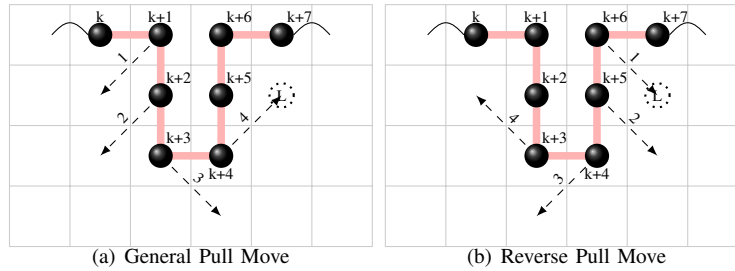 k k+1 k+6 k+7
1
k+2 k+5
L
2 4
k+3
3 k+4
(a) General Pull Move
k k+1 k+6 k+7
1
k+2 k+5
L
4 2
k+3
3 k+4
(b) Reverse Pull Move